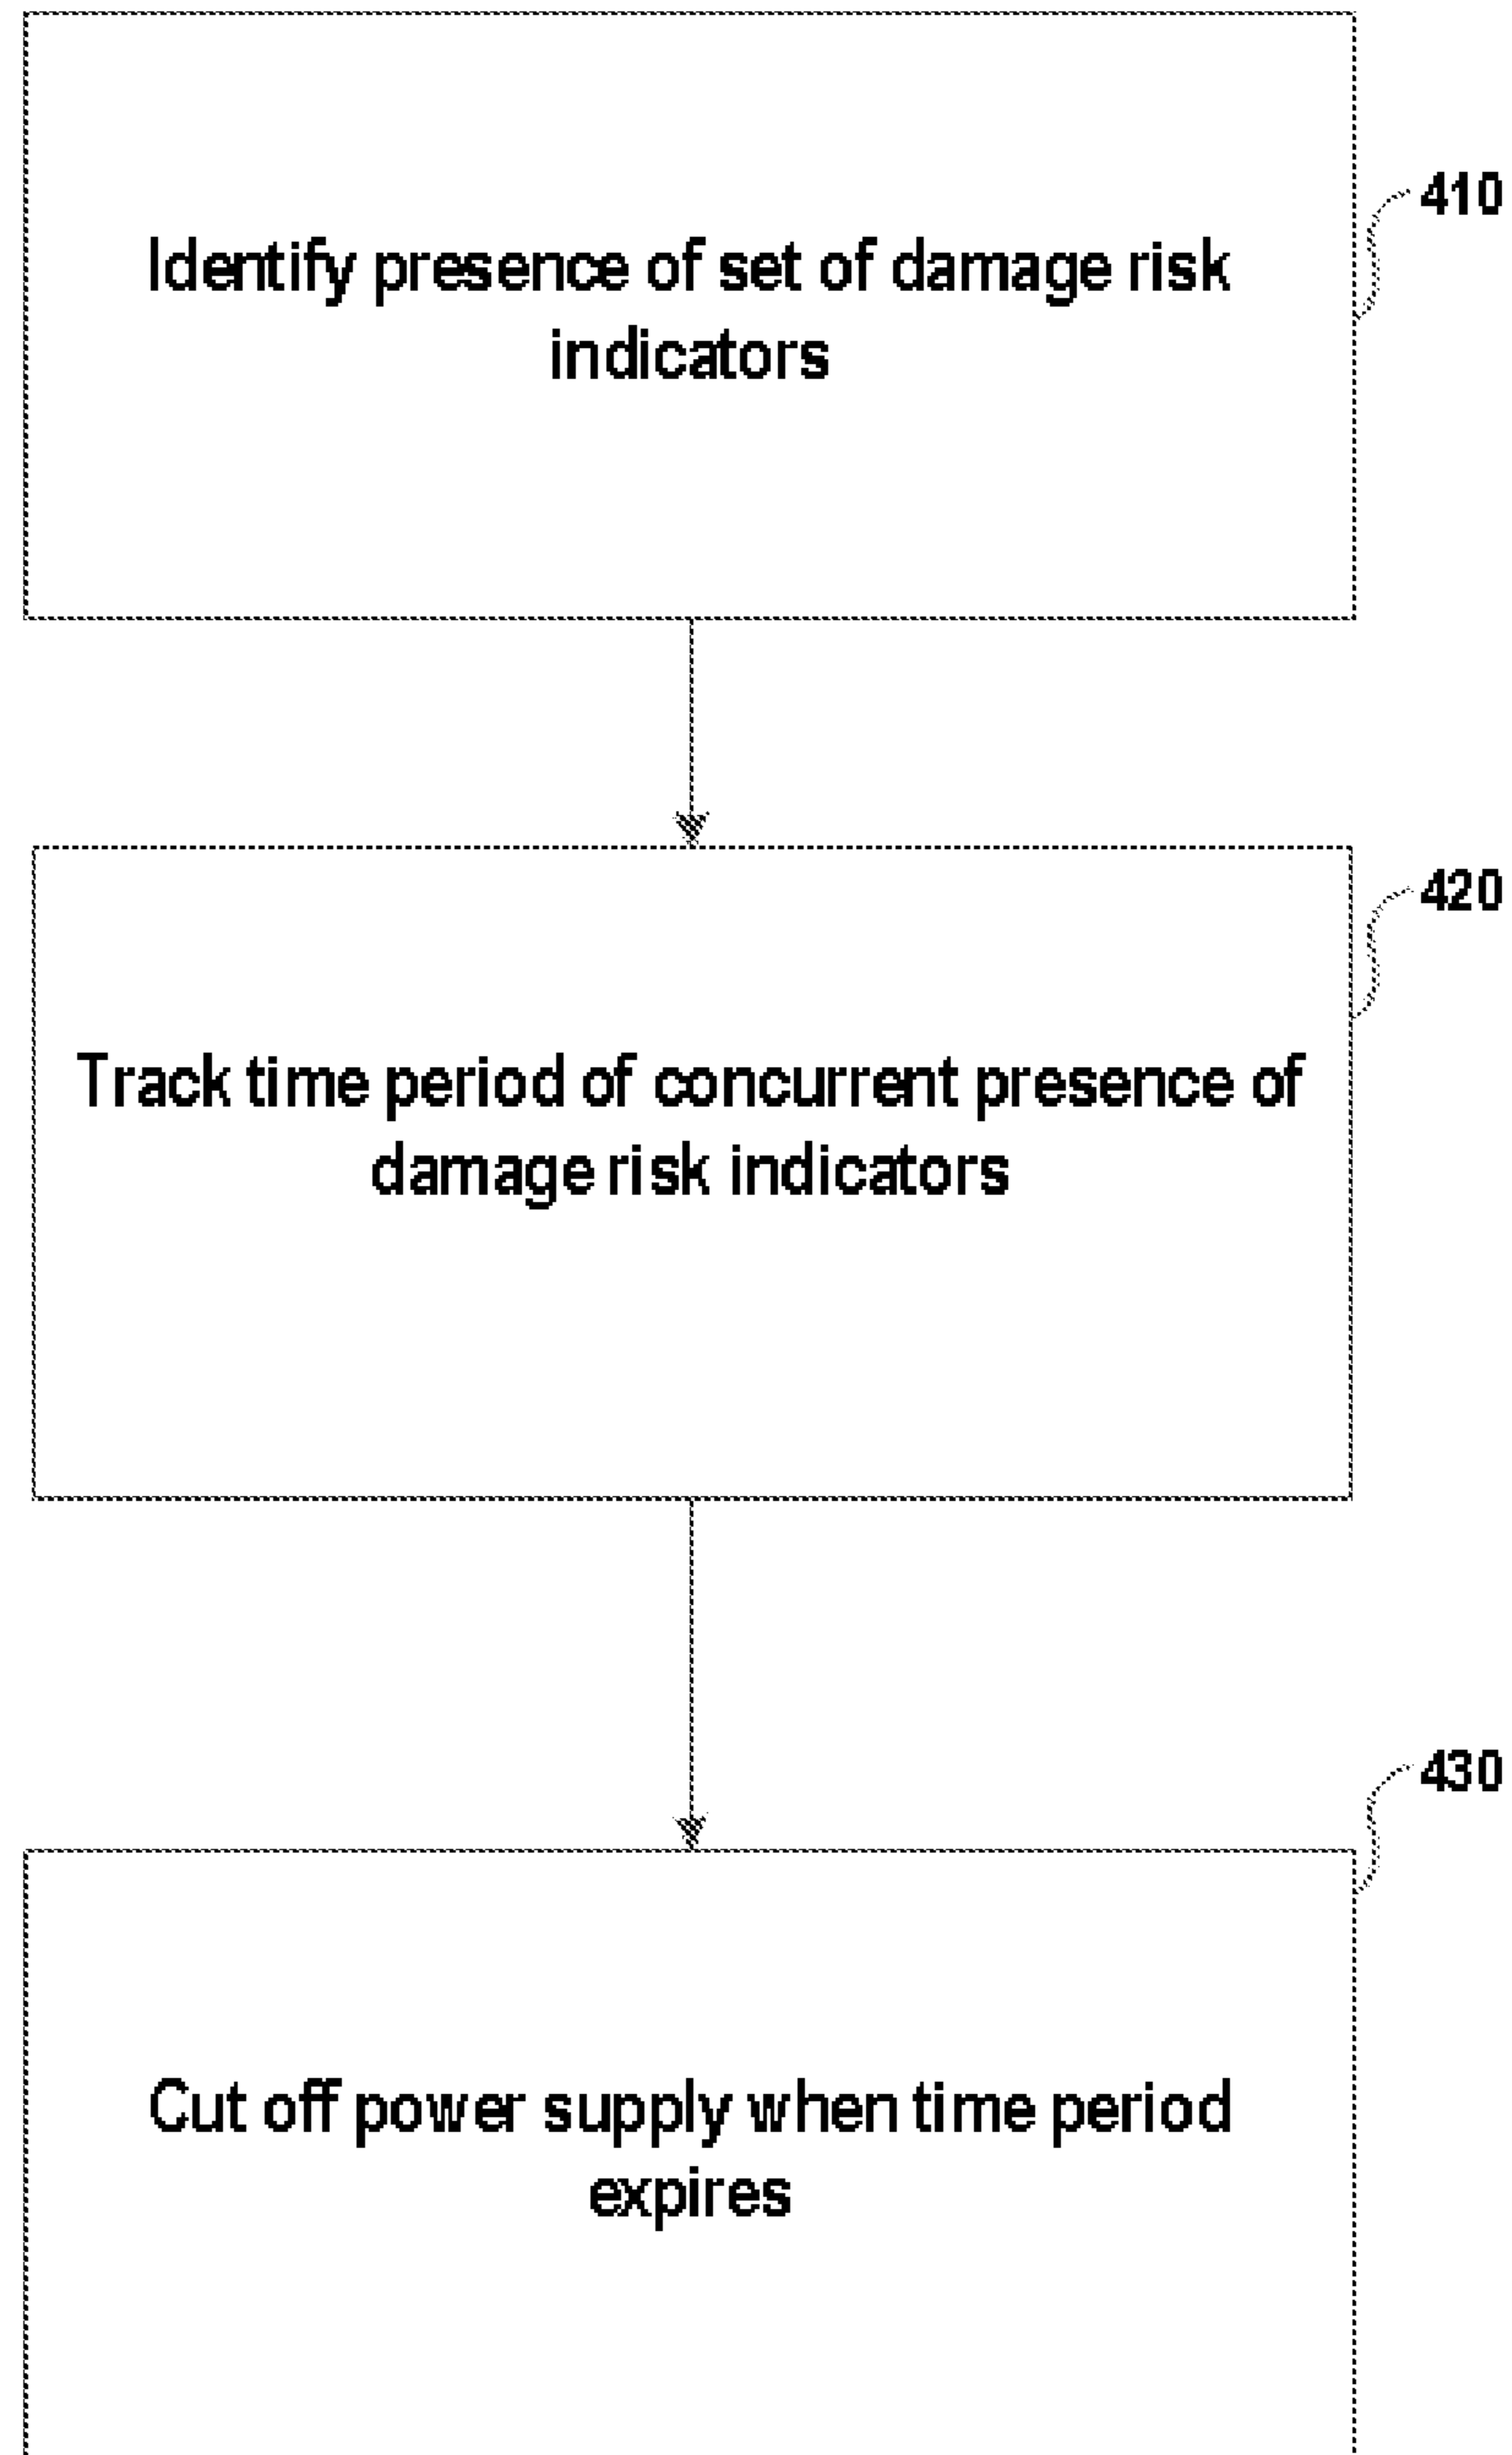 410
Identify presence of set of damage risk
indicators
420
Track time period of concurrent presence of
damage risk indicators
430
Cut off power supply when time period
expires